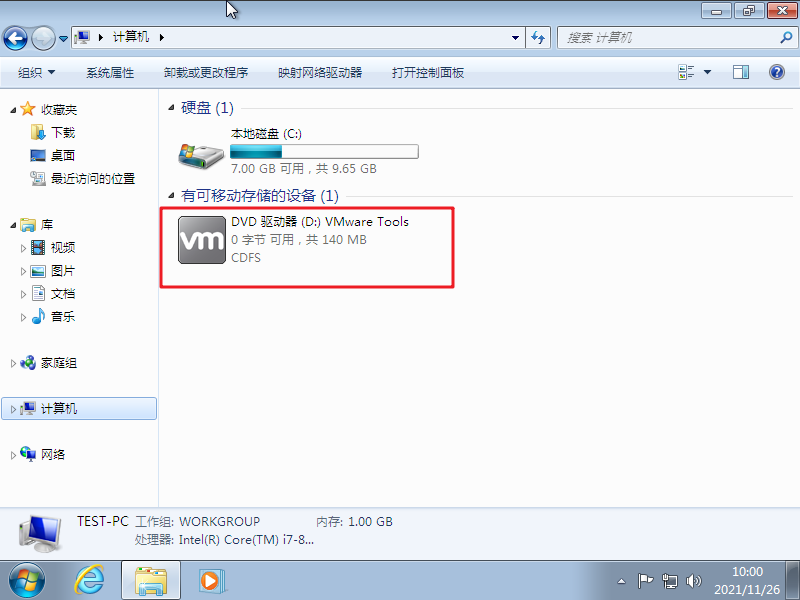 计算机
搜索 计算机
组织 系统属性 卸载或更改程序 映射网络驱动器 打开控制面板
收藏夹
下载
桌面
最近访问的位置
库
视频
图片
文档
音乐
家庭组
计算机
网络
硬盘 (1)
本地磁盘 (C:)
7.00 GB 可用，共 9.65 GB
有可移动存储的设备 (1)
vm
DVD 驱动器 (D:) VMware Tools
0 字节 可用，共 140 MB
CDFS
TEST-PC 工作组: WORKGROUP 内存: 1.00 GB
处理器: Intel(R) Core(TM) i7-8...
10:00
2021/11/26